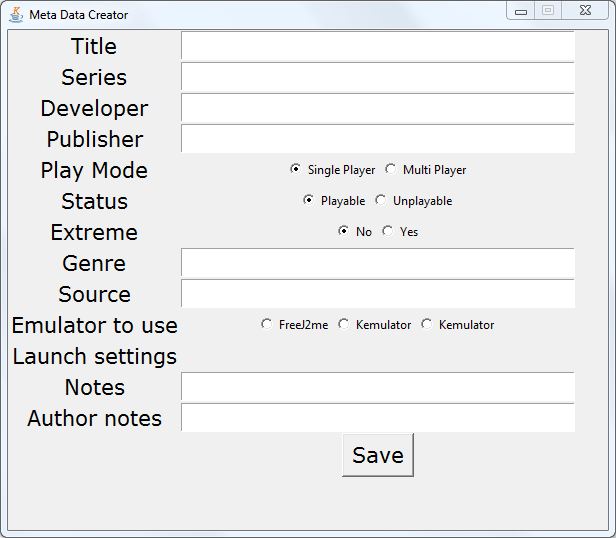 Meta Data Creator
Title
Series
Developer
Publisher
Play Mode Single Player Multi Player
Status Playable Unplayable
Extreme No Yes
Genre
Source
Emulator to use FreeJ2me Kemulator Kemulator
Launch settings
Notes
Author notes
Save